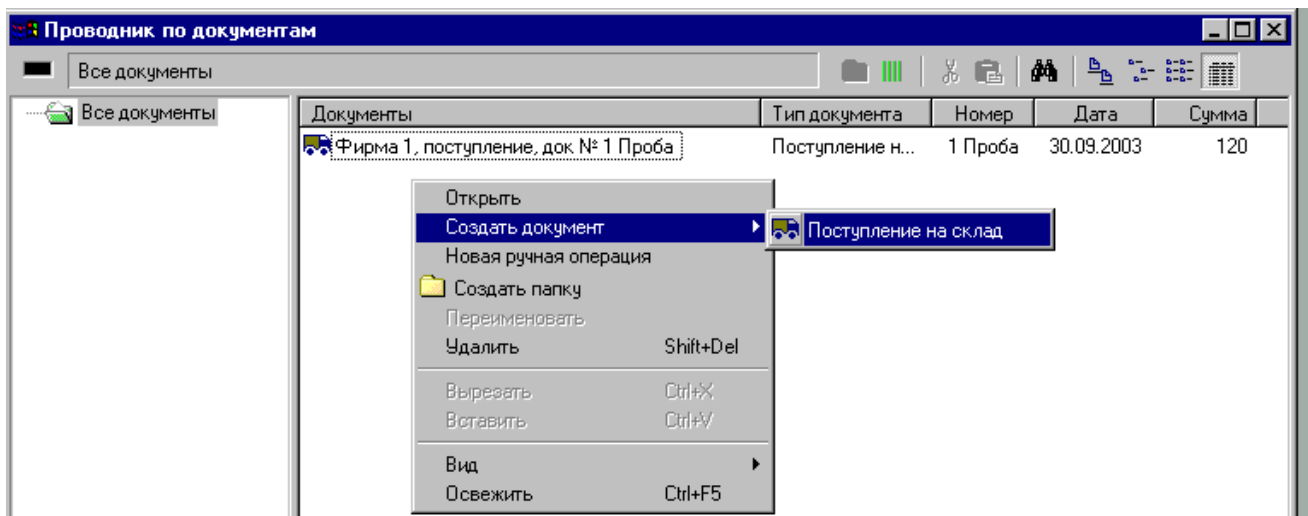 Проводник по документам
Все документы
Все документы
Документы Тип документа Номер Дата Сумма
Фирма 1, поступление, док № 1 Проба Поступление н... 1 Проба 30.09.2003 120
Открыть
Создать документ Поступление на склад
Новая ручная операция
Создать папку
Переименовать
Удалить Shift+Del
Вырезать Ctrl+X
Вставить Ctrl+V
Вид
Освежить Ctrl+F5